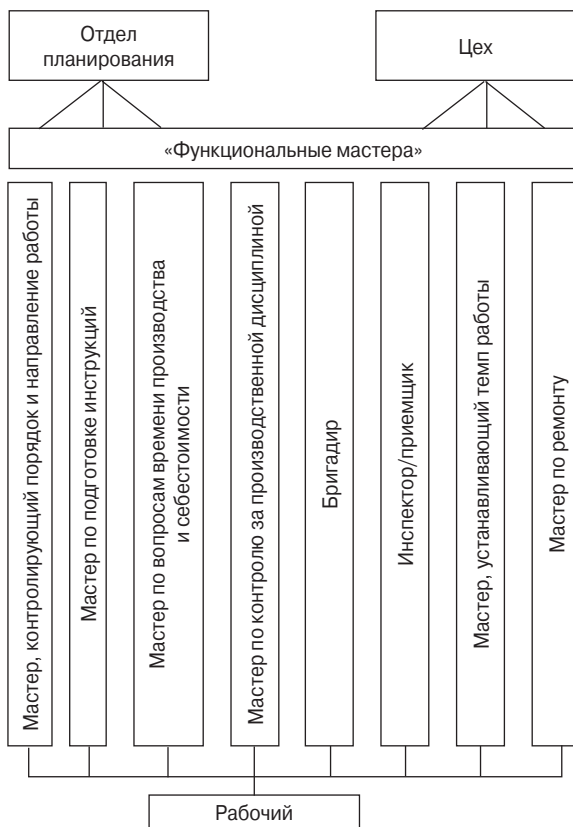 Отдел
планирования
Цех
«Функциональные мастера»
Мастер, контролирующий порядок и направление работы
Мастер по подготовке инструкций
Мастер по вопросам времени производства
и себестоимости
Мастер по контролю за производственной дисциплиной
Бригадир
Инспектор/приемщик
Мастер, устанавливающий темп работы
Мастер по ремонту
Рабочий